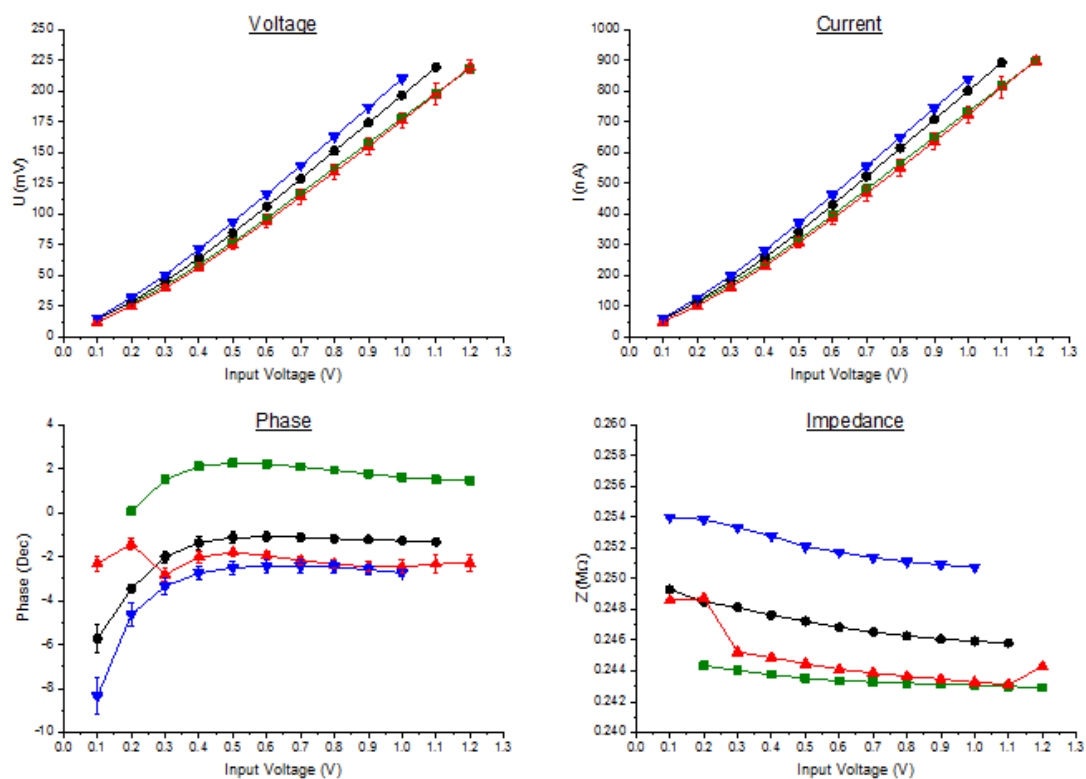 Voltage
250
225
200
175
150
125
100
75
50
25
0
U(mV)
0.0 0.1 0.2 0.3 0.4 0.5 0.6 0.7 0.8 0.9 1.0 1.1 1.2 1.3
Input Voltage (V)
Current
1000
900
800
700
600
500
400
300
200
100
0
I(nA)
0.0 0.1 0.2 0.3 0.4 0.5 0.6 0.7 0.8 0.9 1.0 1.1 1.2 1.3
Input Voltage (V)
Phase
4
2
0
-2
-4
-6
-8
-10
Phase (Dec)
0.0 0.1 0.2 0.3 0.4 0.5 0.6 0.7 0.8 0.9 1.0 1.1 1.2 1.3
Input Voltage (V)
Impedance
0.260
0.258
0.256
0.254
0.252
0.250
0.248
0.246
0.244
0.242
0.240
Z(MΩ)
0.0 0.1 0.2 0.3 0.4 0.5 0.6 0.7 0.8 0.9 1.0 1.1 1.2 1.3
Input Voltage (V)